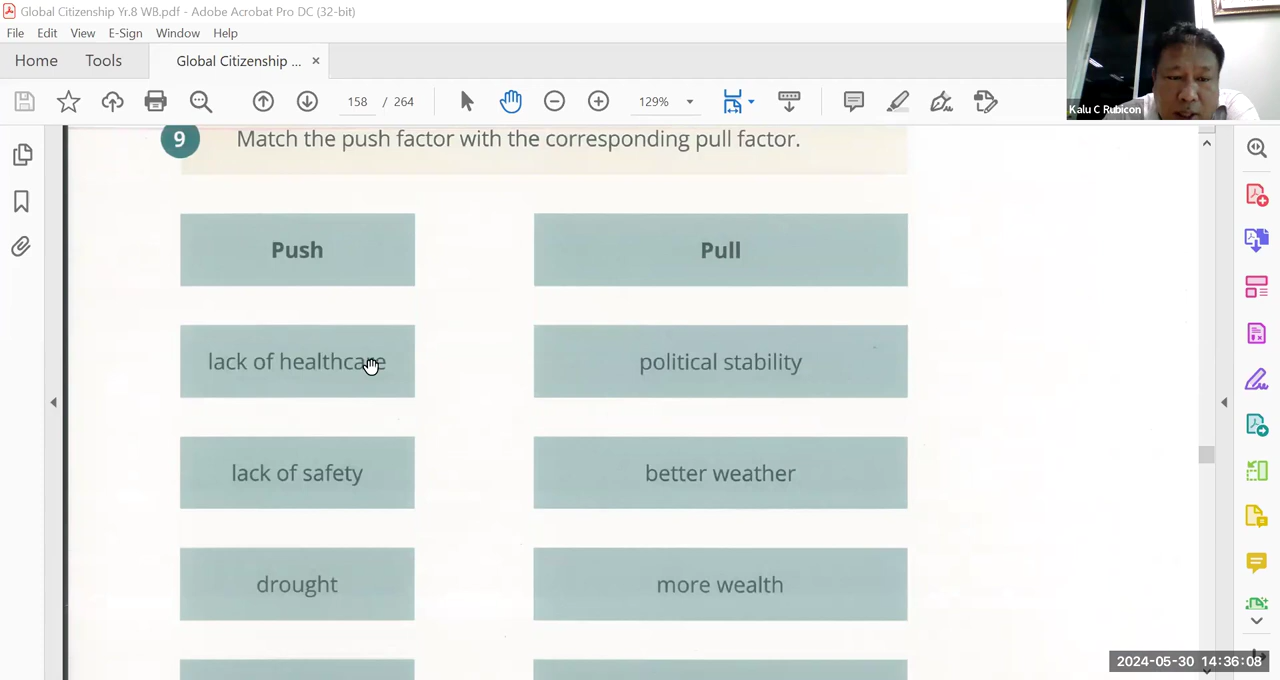 Global Citizenship Yr.8 WB.pdf - Adobe Acrobat Pro DC (32-bit)
File Edit View E-Sign Window Help
Home Tools Global Citizenship ... ×
158 / 264 129%
Kalu C Rubicon
9 Match the push factor with the corresponding pull factor.
Push Pull
lack of healthcare political stability
lack of safety better weather
drought more wealth
2024-05-30 14:36:08